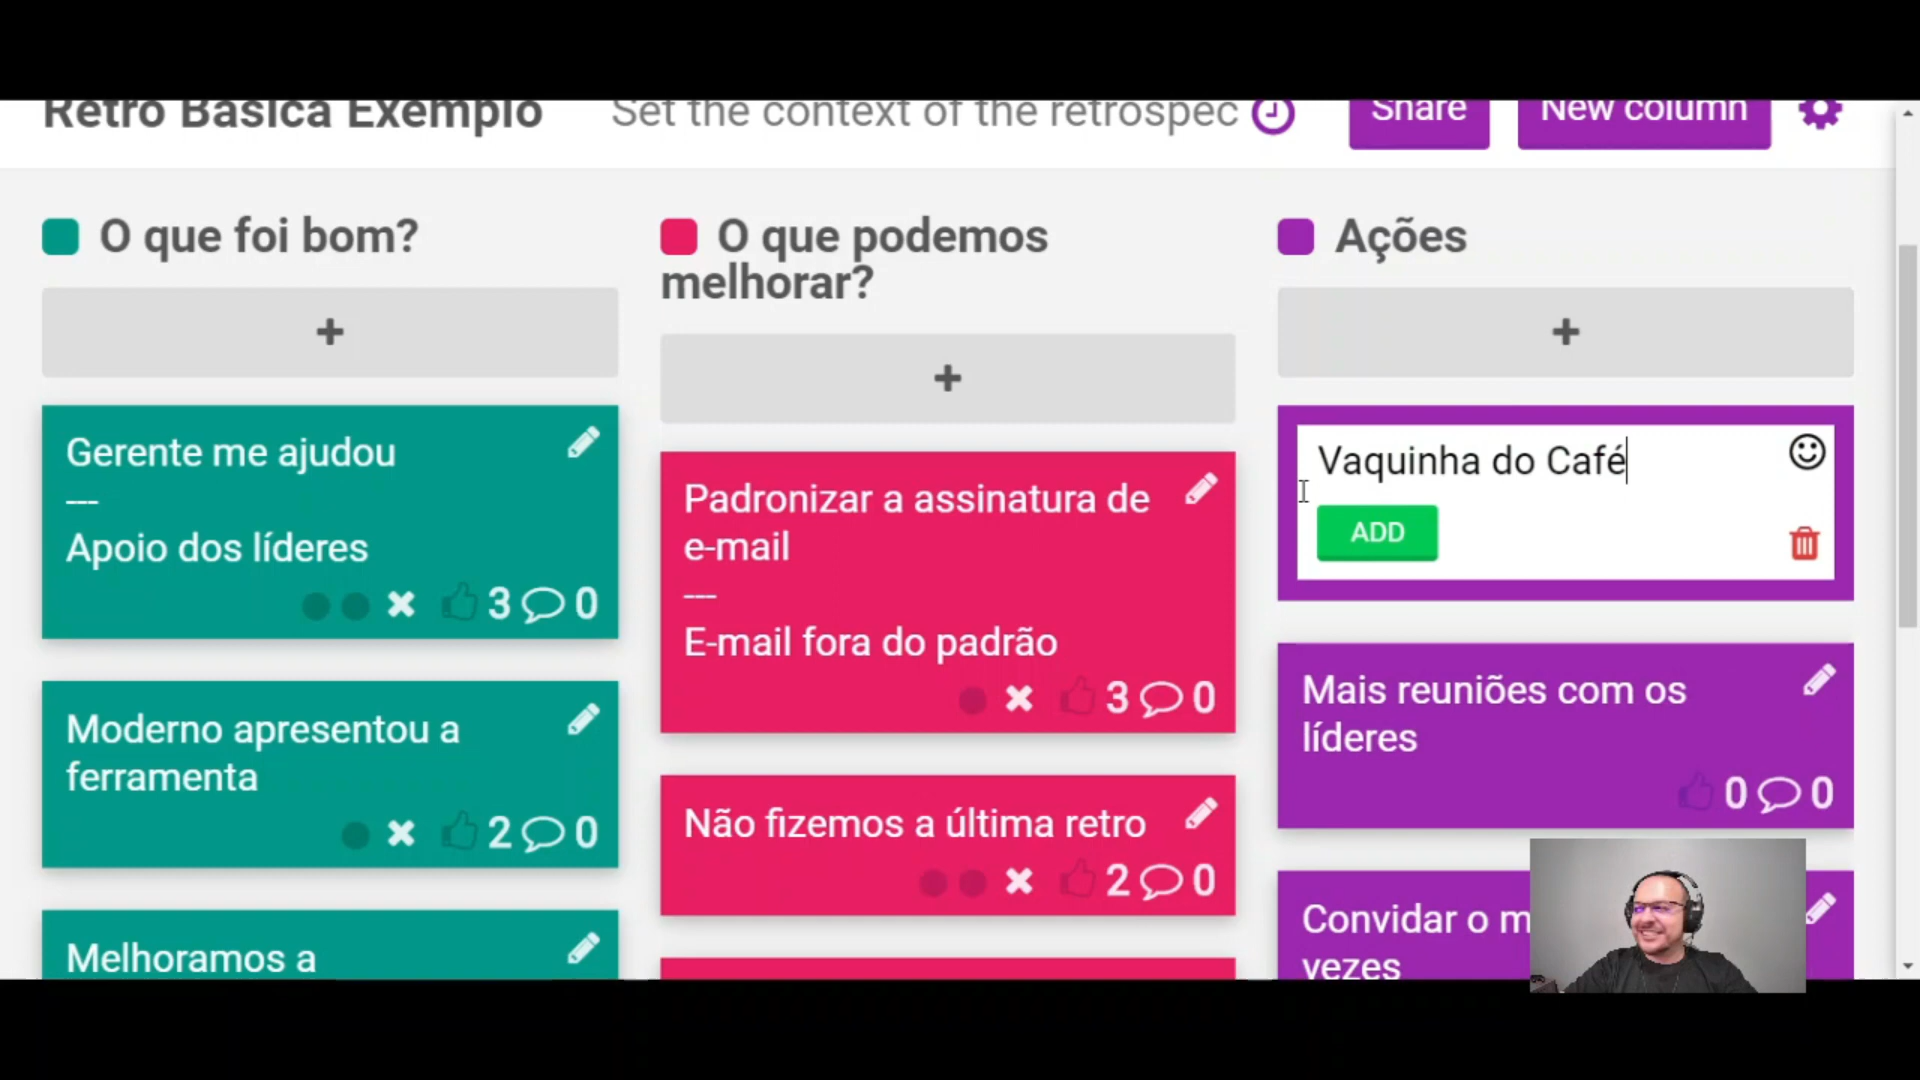 Retro Basica Exemplo
Set the context of the retrospec
Share
New column
O que foi bom?
+
Gerente me ajudou
---
Apoio dos líderes
3 0
Moderno apresentou a
ferramenta
2 0
Melhoramos a
O que podemos
melhorar?
+
Padronizar a assinatura de
e-mail
---
E-mail fora do padrão
3 0
Não fizemos a última retro
2 0
Ações
+
Vaquinha do Café
ADD
Mais reuniões com os
líderes
0 0
Convidar o m
vezes